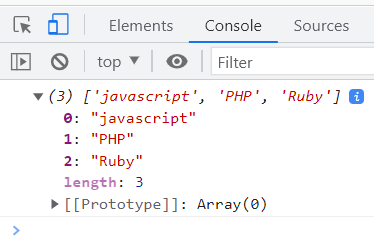 Elements Console Sources
top Filter
(3) ['javascript', 'PHP', 'Ruby'] i
0: "javascript"
1: "PHP"
2: "Ruby"
length: 3
[[Prototype]]: Array(0)